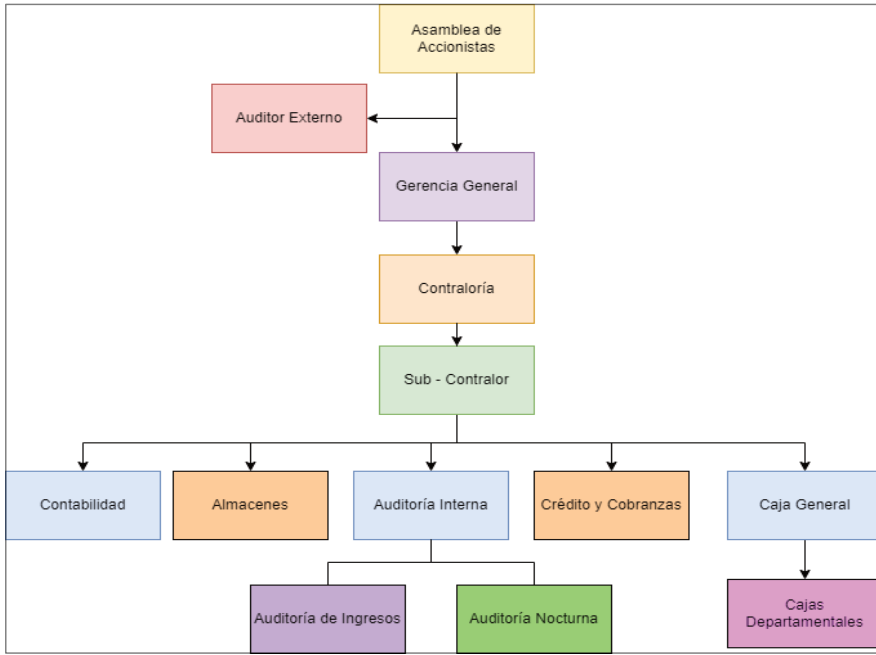 Asamblea de
Accionistas
Auditor Externo
Gerencia General
Contraloría
Sub - Contralor
Contabilidad
Almacenes
Auditoría Interna
Crédito y Cobranzas
Caja General
Auditoría de Ingresos
Auditoría Nocturna
Cajas
Departamentales